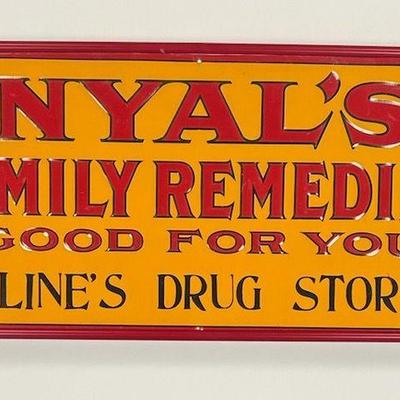 NYAL'S
MILY REMEDI
GOOD FOR YOU
LINE'S DRUG STOR